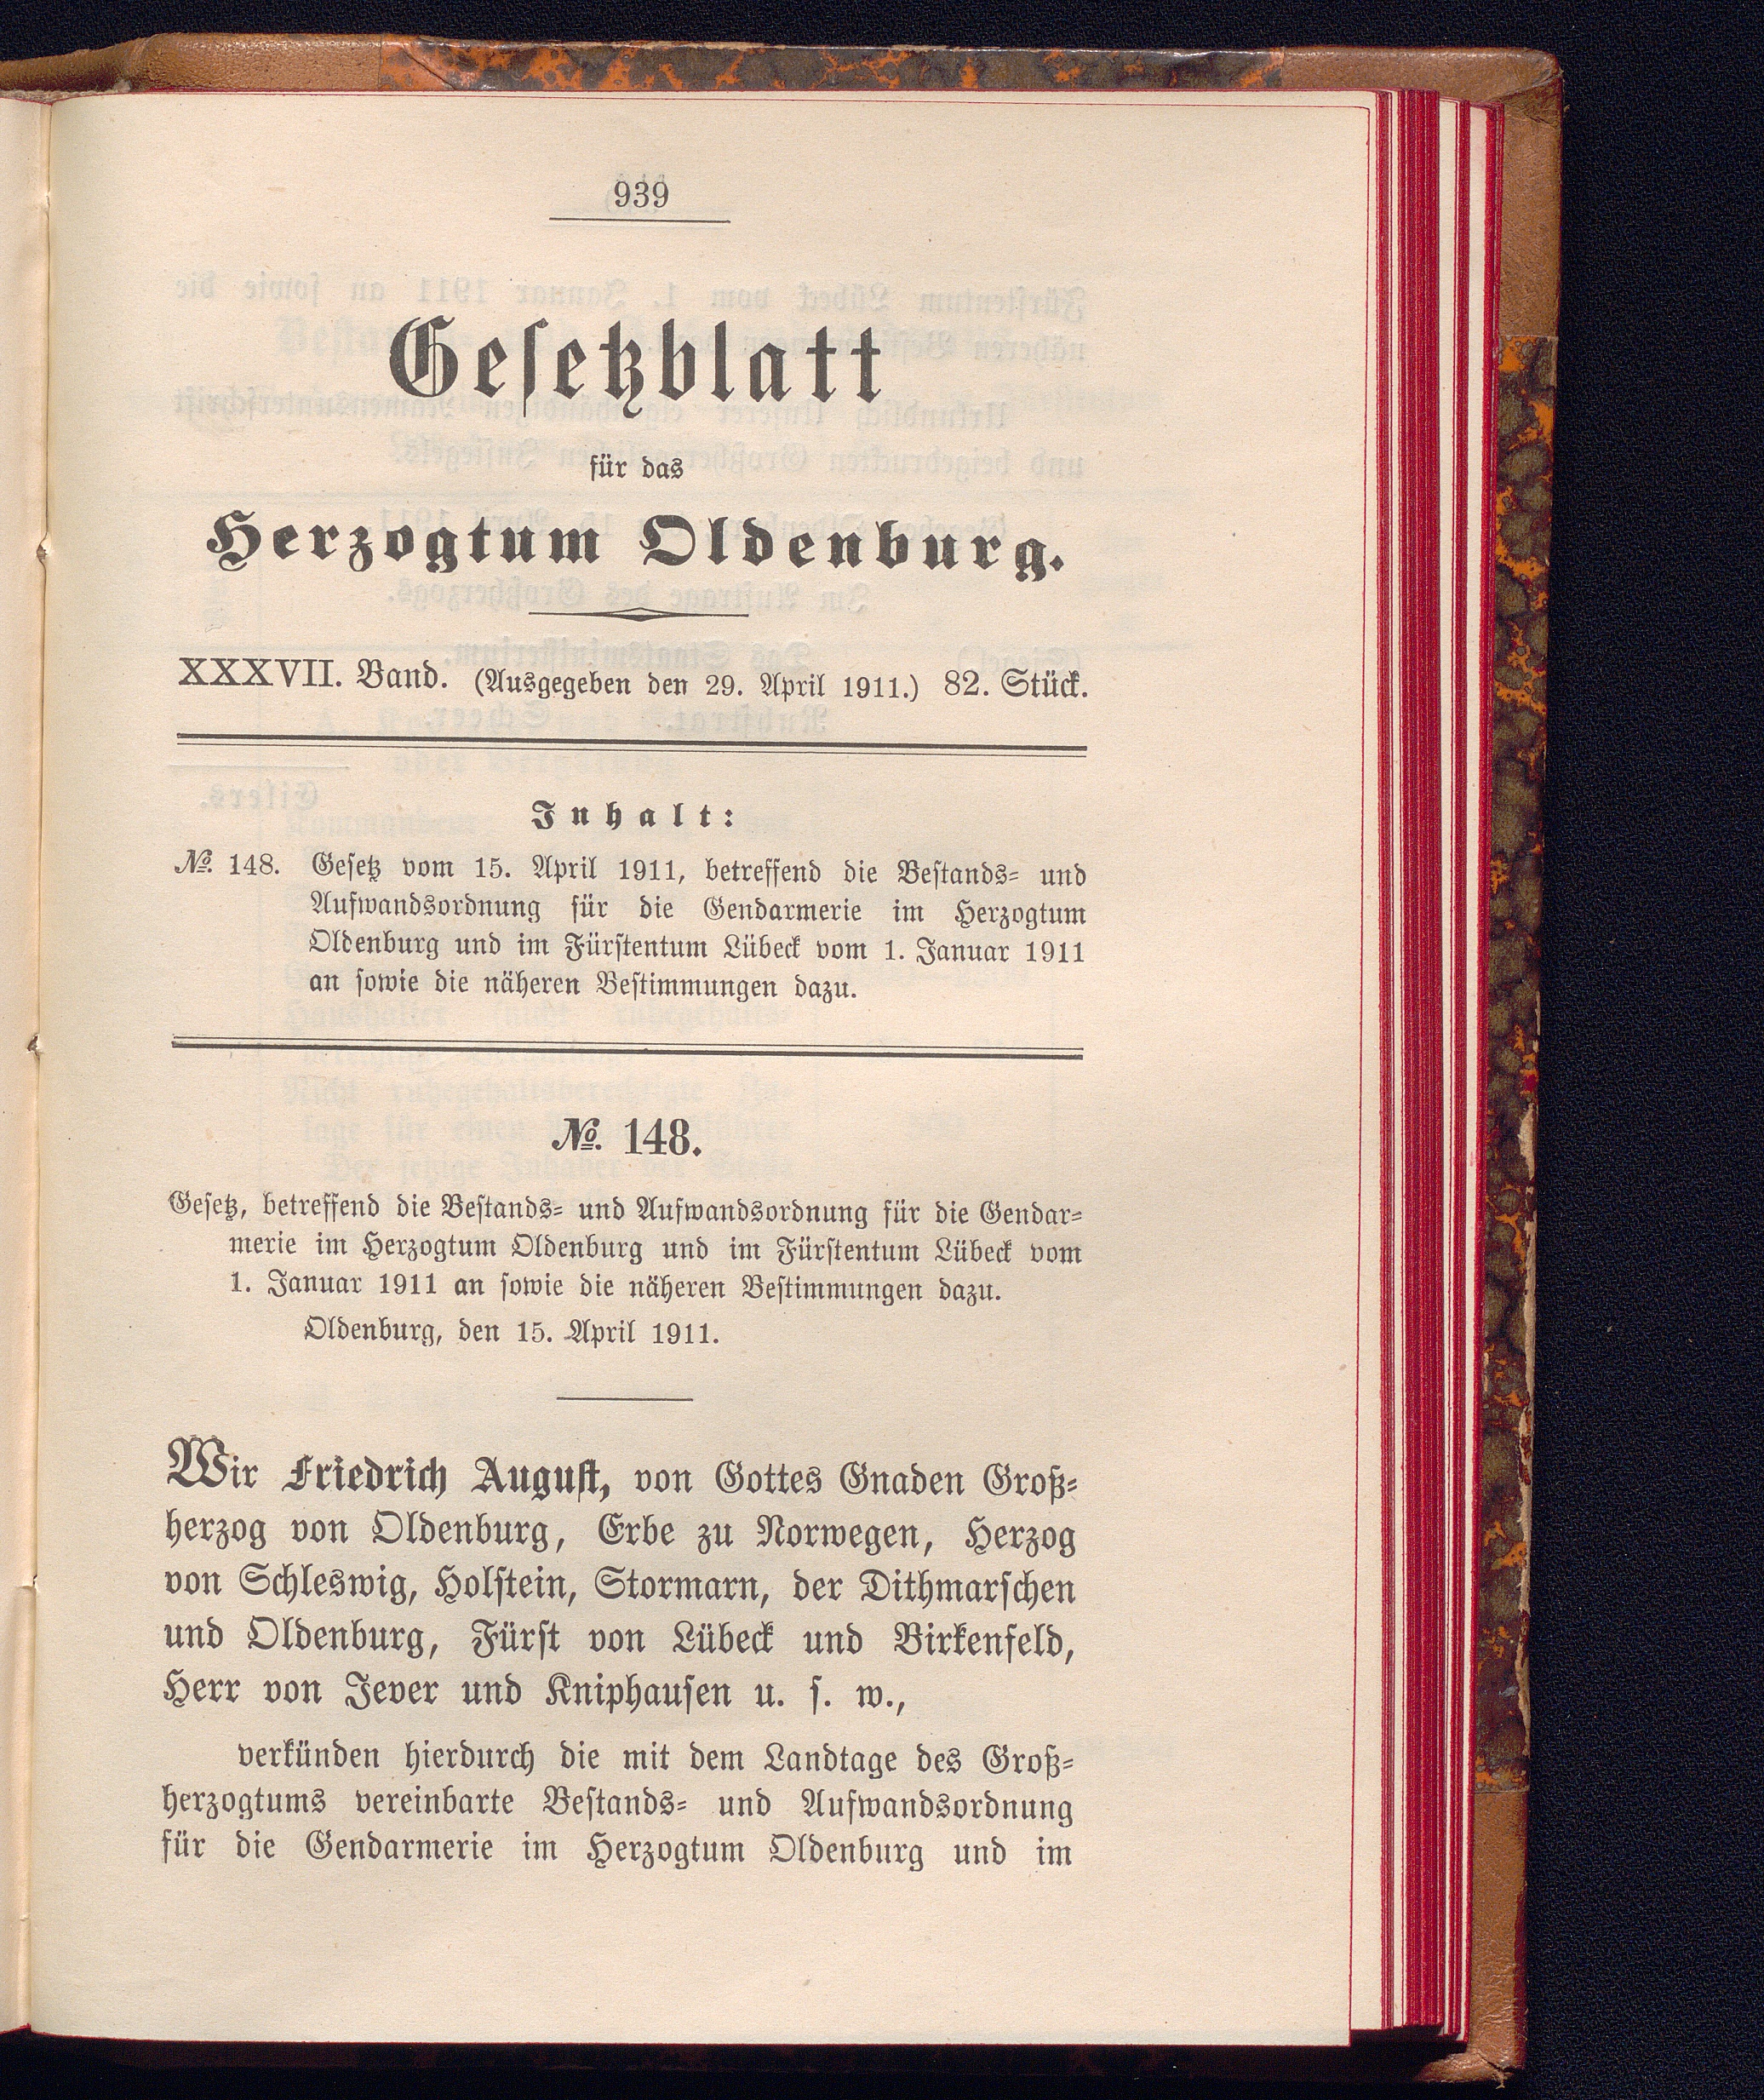 939
Gesetzblatt
für das
Herzogtum Oldenburg.
XXXVII. Band. (Ausgegeben den 29. April 1911.) 82. Stück.
Inhalt:
№. 148. Gesetz vom 15. April 1911, betreffend die Bestands- und
Aufwandsordnung für die Gendarmerie im Herzogtum
Oldenburg und im Fürstentum Lübeck vom 1. Januar 1911
an sowie die näheren Bestimmungen dazu.
№. 148.
Gesetz, betreffend die Bestands- und Aufwandsordnung für die Gendar-
merie im Herzogtum Oldenburg und im Fürstentum Lübeck vom
1. Januar 1911 an sowie die näheren Bestimmungen dazu.
Oldenburg, den 15. April 1911.
Wir Friedrich August, von Gottes Gnaden Groß-
herzog von Oldenburg, Erbe zu Norwegen, Herzog
von Schleswig, Holstein, Stormarn, der Dithmarschen
und Oldenburg, Fürst von Lübeck und Birkenfeld,
Herr von Jever und Kniphausen u. s. w.,
verkünden hierdurch die mit dem Landtage des Groß-
herzogtums vereinbarte Bestands- und Aufwandsordnung
für die Gendarmerie im Herzogtum Oldenburg und im